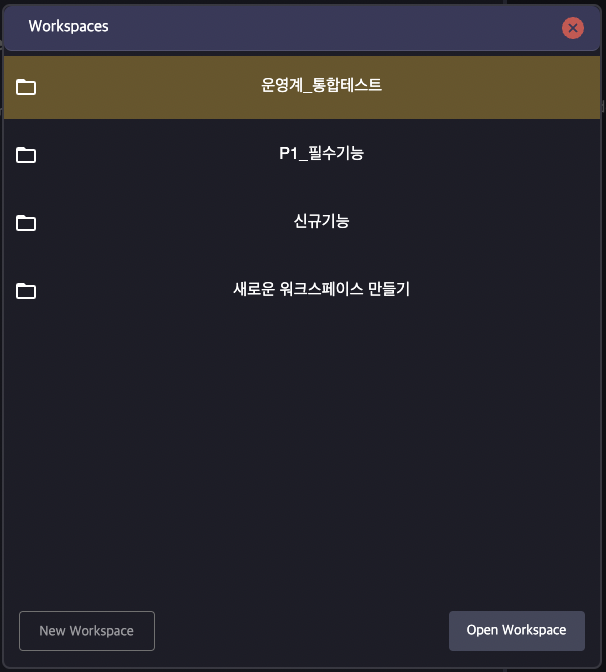 Workspaces
운영계_통합테스트
P1_필수기능
신규기능
새로운 워크스페이스 만들기
New Workspace
Open Workspace